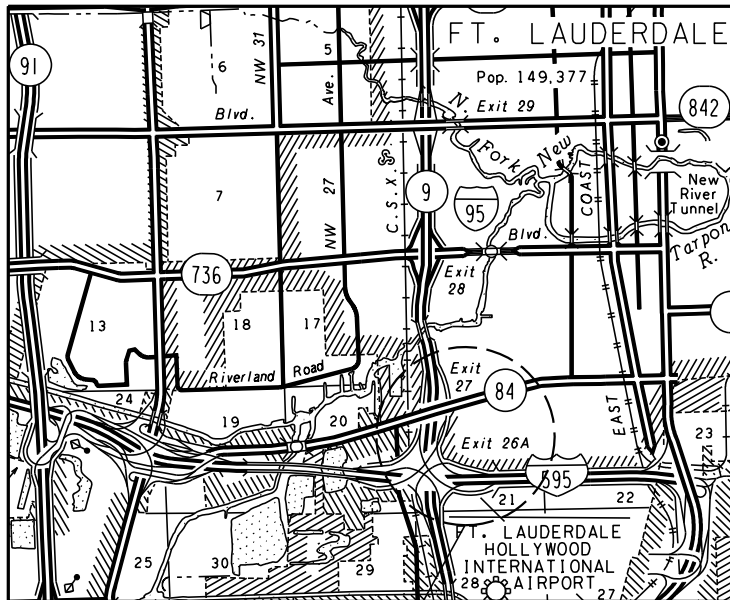 FT. LAUDERDALE
91
NW 31
5
6
Ave.
Pop. 149,377
N. Fork New
Exit 29
842
Blvd.
C.S.X.
7
NW 27
9
95
COAST
New
River
Tunnel
Blvd.
Tarpon
R.
736
Exit
28
13
18
17
Riverland Road
Exit
27
84
24
19
20
EAST
23
Exit 26A
595
21
22
FT. LAUDERDALE
HOLLYWOOD
INTERNATIONAL
AIRPORT
25
30
29
28
27